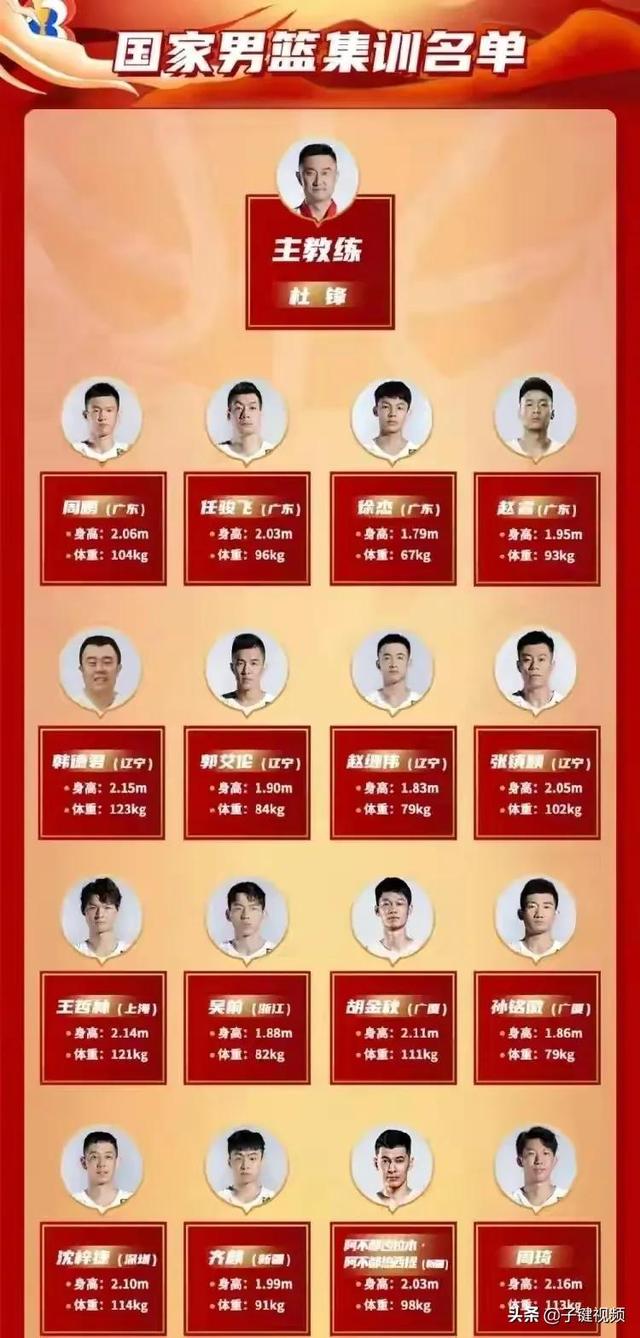 国家男篮集训名单
主教练
杜 锋
周鹏（广东） 任骏飞（广东） 徐杰（广东） 赵睿（广东）
身高：2.06m 身高：2.03m 身高：1.79m 身高：1.95m
体重：104kg 体重：96kg 体重：67kg 体重：93kg
韩德君（辽宁） 郭艾伦（辽宁） 赵继伟（辽宁） 张镇麟（辽宁）
身高：2.15m 身高：1.90m 身高：1.83m 身高：2.05m
体重：123kg 体重：84kg 体重：79kg 体重：102kg
王哲林（上海） 吴前（浙江） 胡金秋（广厦） 孙铭徽（广厦）
身高：2.14m 身高：1.88m 身高：2.11m 身高：1.86m
体重：121kg 体重：82kg 体重：111kg 体重：79kg
沈梓捷（深圳） 齐麟（新疆） 阿不都沙拉木· 周琦
阿不都热西提（新疆）
身高：2.10m 身高：1.99m 身高：2.03m 身高：2.16m
体重：114kg 体重：91kg 体重：98kg 体重：113kg
头条 @子键视频